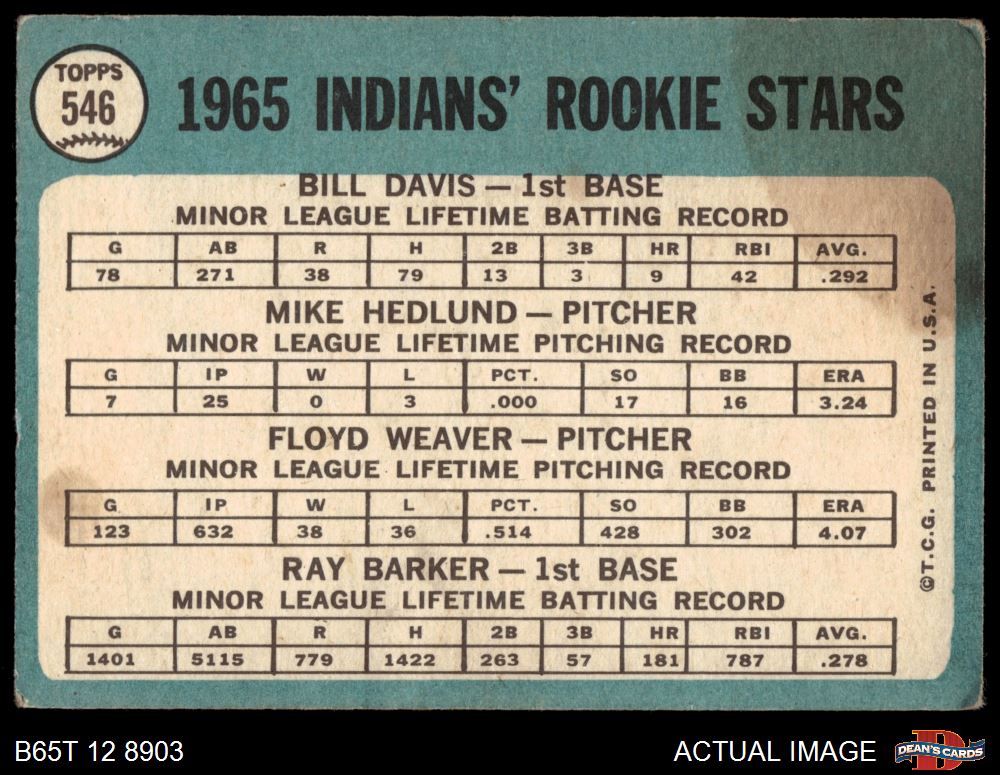 TOPPS
546
1965 INDIANS' ROOKIE STARS
BILL DAVIS — 1st BASE
MINOR LEAGUE LIFETIME BATTING RECORD
G AB R H 2B 3B HR RBI AVG.
78 271 38 79 13 3 9 42 .292
MIKE HEDLUND — PITCHER
MINOR LEAGUE LIFETIME PITCHING RECORD
G IP W L PCT. SO BB ERA
7 25 0 3 .000 17 16 3.24
FLOYD WEAVER — PITCHER
MINOR LEAGUE LIFETIME PITCHING RECORD
G IP W L PCT. SO BB ERA
123 632 38 36 .514 428 302 4.07
RAY BARKER — 1st BASE
MINOR LEAGUE LIFETIME BATTING RECORD
G AB R H 2B 3B HR RBI AVG.
1401 5115 779 1422 263 57 181 787 .278
©T.C.G. PRINTED IN U.S.A.
B65T 12 8903
ACTUAL IMAGE
D
DEAN'S CARDS